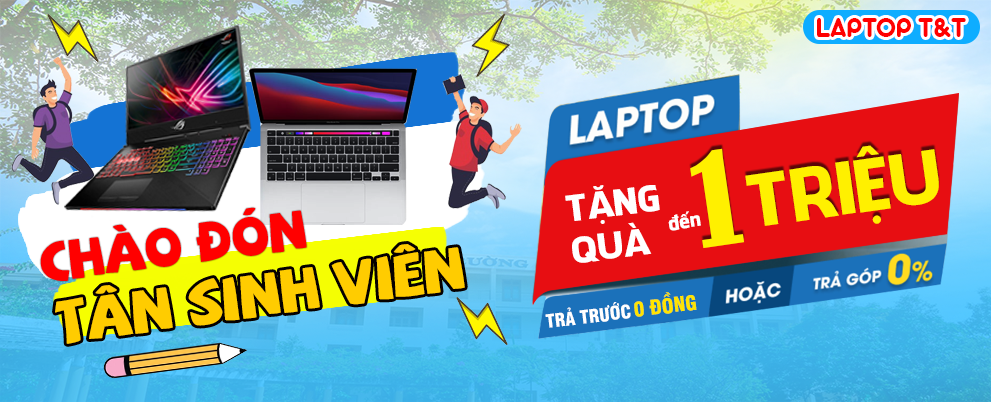 LAPTOP T&T
CHÀO ĐÓN
TÂN SINH VIÊN
LAPTOP
TẶNG
QUÀ đến 1 TRIỆU
TRẢ TRƯỚC 0 ĐỒNG HOẶC TRẢ GÓP 0%